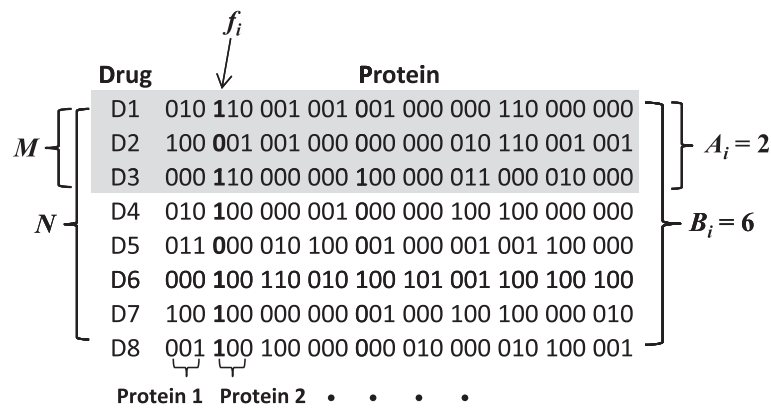 fi
Drug Protein
D1 010 110 001 001 001 000 000 110 000 000
M D2 100 001 001 000 000 000 010 110 001 001 Ai = 2
D3 000 110 000 000 100 000 011 000 010 000
N D4 010 100 000 001 000 000 100 100 000 000 Bi = 6
D5 011 000 010 100 001 000 001 001 100 000
D6 000 100 110 010 100 101 001 100 100 100
D7 100 100 000 000 001 000 100 100 000 010
D8 001 100 100 000 000 010 000 010 100 001
Protein 1 Protein 2 • • • •